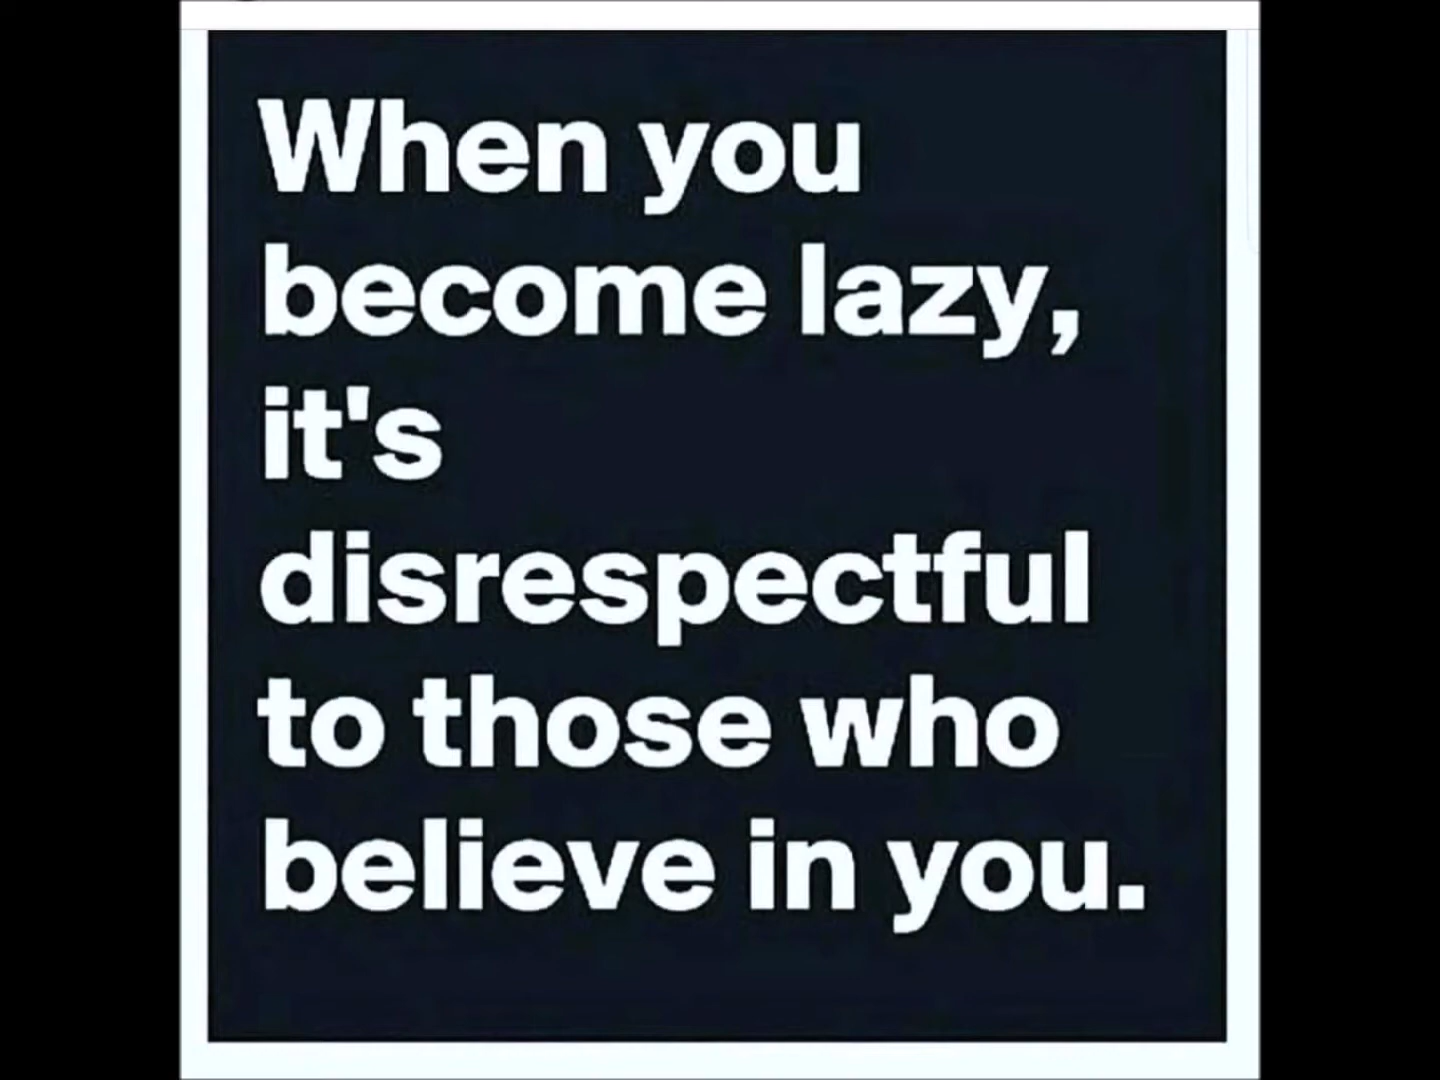 When you
become lazy,
it's
disrespectful
to those who
believe in you.